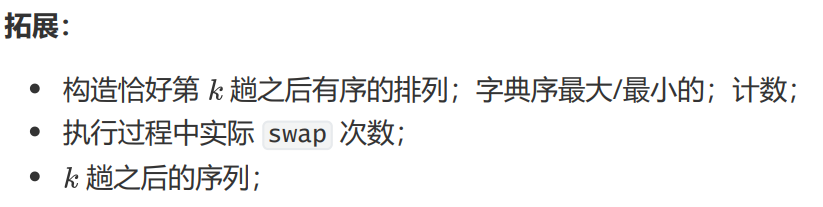 拓展：
构造恰好第 k 趟之后有序的排列；字典序最大/最小的；计数；
执行过程中实际 swap 次数；
k 趟之后的序列；